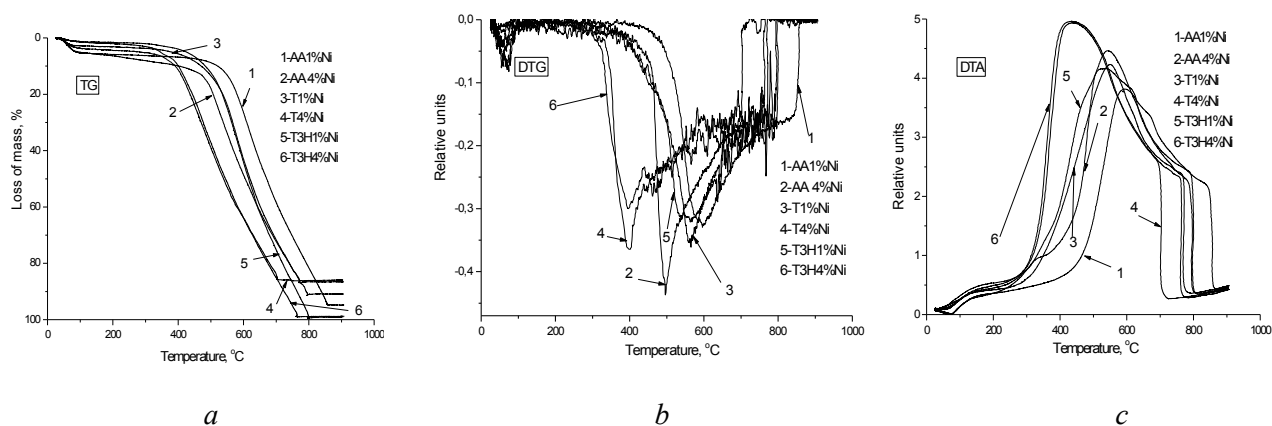 a
0
20
40
60
80
100
Loss of mass, %
0
200
400
600
800
1000
Temperature, °C
TG
3
1
2
5
4
6
1-AA1%Ni
2-AA 4%Ni
3-T1%Ni
4-T4%Ni
5-T3H1%Ni
6-T3H4%Ni
a
b
0,0
-0,1
-0,2
-0,3
-0,4
Relative units
0
200
400
600
800
1000
Temperature, °C
DTG
6
4
2
5
3
1
1-AA1%Ni
2-AA 4%Ni
3-T1%Ni
4-T4%Ni
5-T3H1%Ni
6-T3H4%Ni
b
c
5
4
3
2
1
0
Relative units
0
200
400
600
800
1000
Temperature, °C
DTA
5
2
6
3
1
4
1-AA1%Ni
2-AA 4%Ni
3-T1%Ni
4-T4%Ni
5-T3H1%Ni
6-T3H4%Ni
c